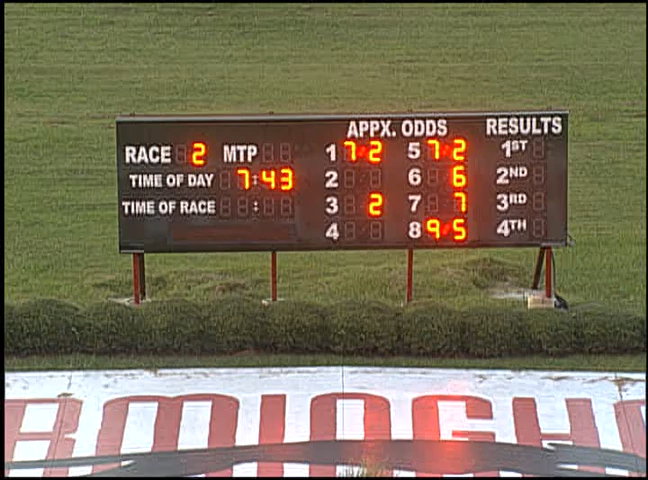 APPX. ODDS RESULTS
RACE 2 MTP 1 7-2 5 7-2 1ST
TIME OF DAY 7:43 2 6 6 2ND
TIME OF RACE : 3 2 7 7 3RD
4 8 9-5 4TH
RMINGH